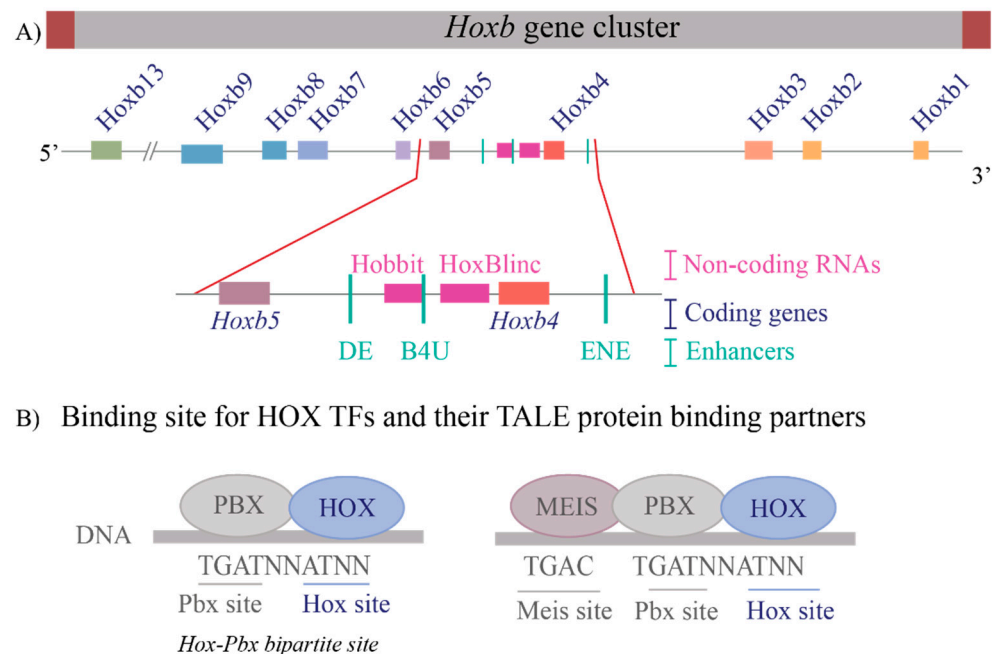 A) Hoxb gene cluster
Hoxb13 Hoxb9 Hoxb8 Hoxb7 Hoxb6 Hoxb5 Hoxb4 Hoxb3 Hoxb2 Hoxb1
5’ //
3’
Hobbit HoxBlinc Non-coding RNAs
Hoxb5 Hoxb4 Coding genes
DE B4U ENE Enhancers
B) Binding site for HOX TFs and their TALE protein binding partners
PBX HOX MEIS PBX HOX
DNA
TGATNNATNN TGAC TGATNNATNN
Pbx site Hox site Meis site Pbx site Hox site
Hox-Pbx bipartite site